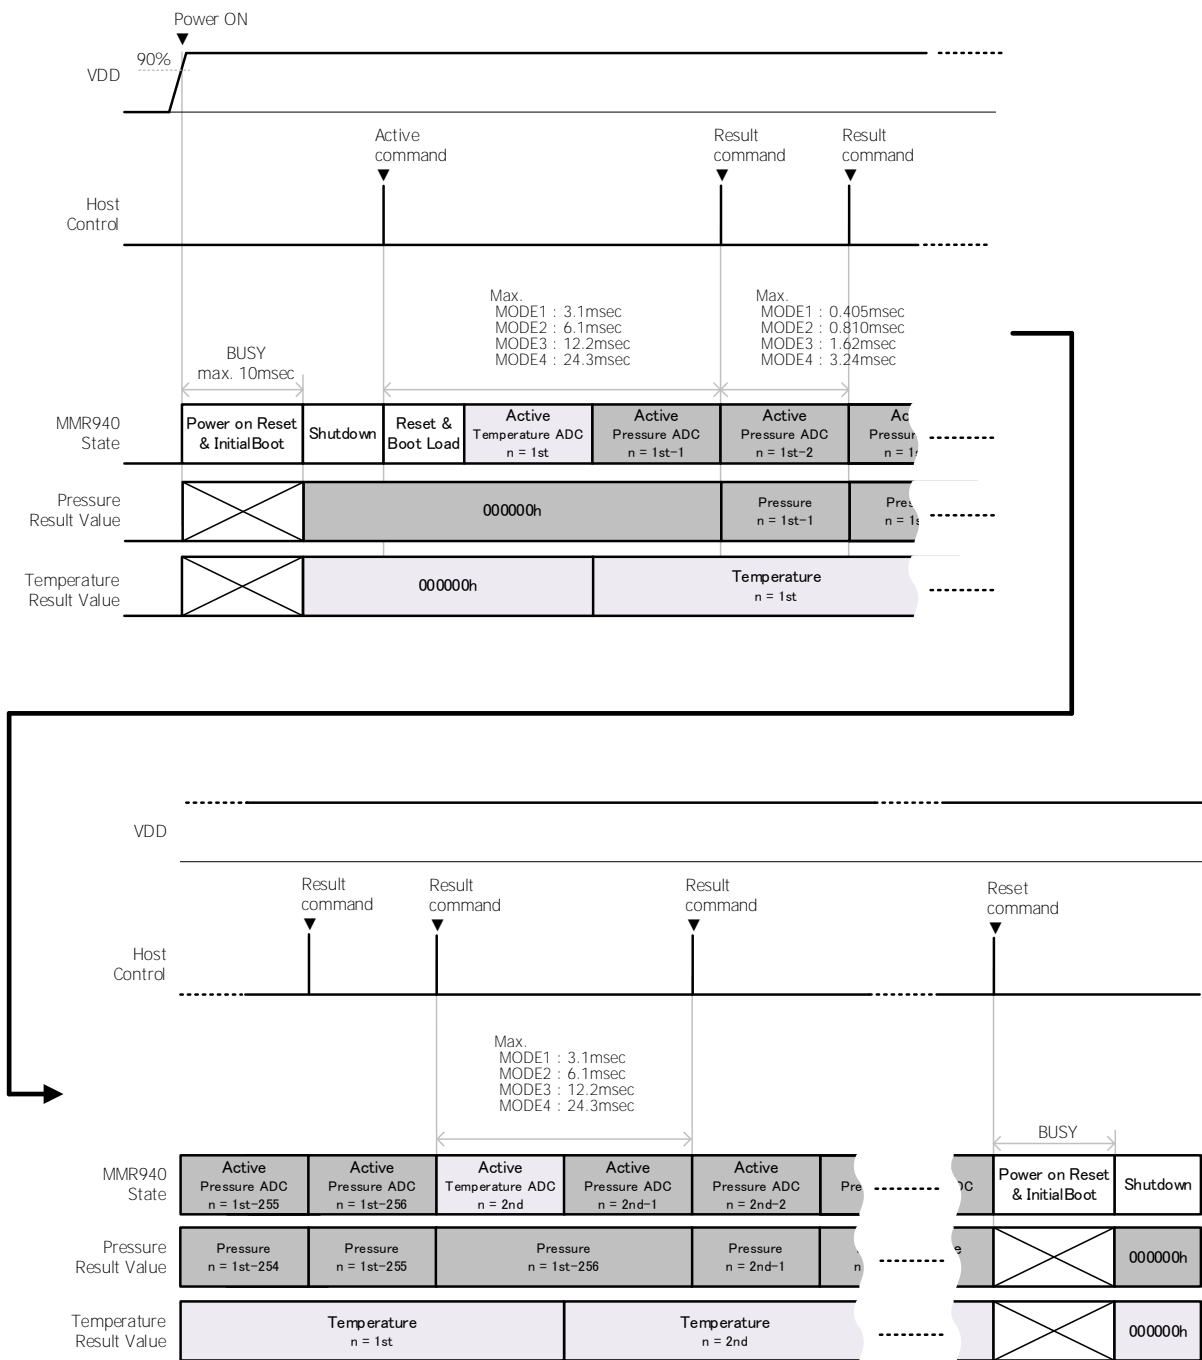 Power ON
90%
VDD
Active
command
Result
command
Result
command
Host
Control
Max.
MODE1 : 3.1msec
MODE2 : 6.1msec
MODE3 : 12.2msec
MODE4 : 24.3msec
Max.
MODE1 : 0.405msec
MODE2 : 0.810msec
MODE3 : 1.62msec
MODE4 : 3.24msec
BUSY
max. 10msec
MMR940
State
Power on Reset
& InitialBoot
Shutdown
Reset &
Boot Load
Active
Temperature ADC
n = 1st
Active
Pressure ADC
n = 1st-1
Active
Pressure ADC
n = 1st-2
Pressure
Result Value
000000h
Pressure
n = 1st-1
Temperature
Result Value
000000h
Temperature
n = 1st
VDD
Result
command
Result
command
Result
command
Reset
command
Host
Control
Max.
MODE1 : 3.1msec
MODE2 : 6.1msec
MODE3 : 12.2msec
MODE4 : 24.3msec
BUSY
MMR940
State
Active
Pressure ADC
n = 1st-255
Active
Pressure ADC
n = 1st-256
Active
Temperature ADC
n = 2nd
Active
Pressure ADC
n = 2nd-1
Active
Pressure ADC
n = 2nd-2
Power on Reset
& InitialBoot
Shutdown
Pressure
Result Value
Pressure
n = 1st-254
Pressure
n = 1st-255
Pressure
n = 1st-256
Pressure
n = 2nd-1
000000h
Temperature
Result Value
Temperature
n = 1st
Temperature
n = 2nd
000000h